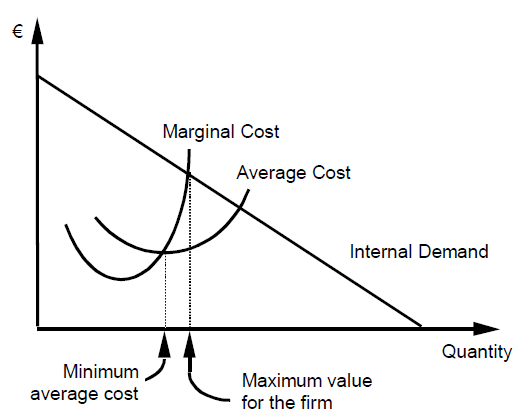 €
Marginal Cost
Average Cost
Internal Demand
Quantity
Minimum
average cost
Maximum value
for the firm